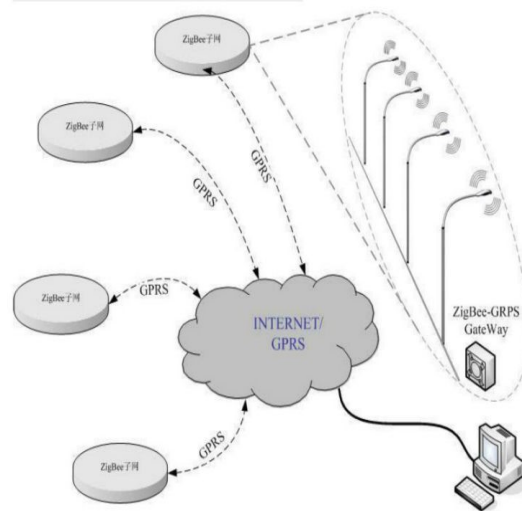 ZigBee子网
ZigBee子网
GPRS
GPRS
ZigBee子网
GPRS
INTERNET/
GPRS
ZigBee-GRPS
GateWay
ZigBee子网
GPRS